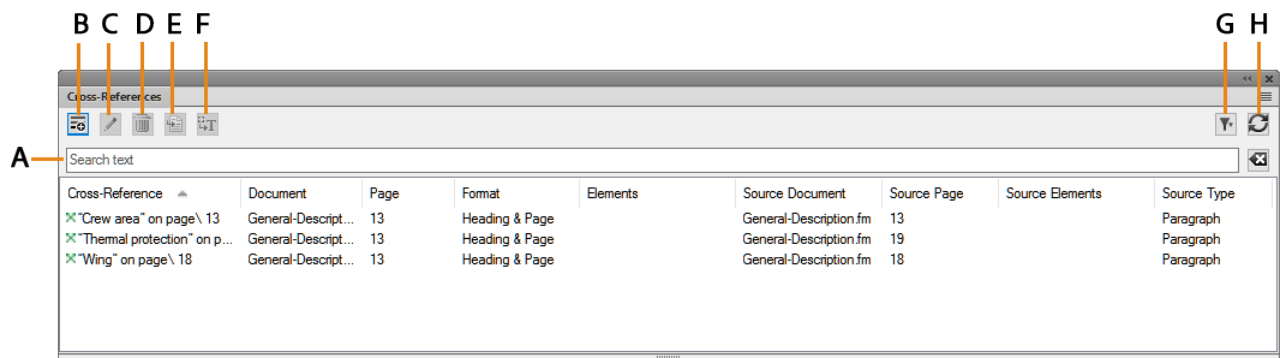 B C D E F G H
Cross-References
A
Search text
Cross-Reference Document Page Format Elements Source Document Source Page Source Elements Source Type
"Crew area" on page\ 13 General-Descript... 13 Heading & Page General-Description.fm 13 Paragraph
"Thermal protection" on p... General-Descript... 13 Heading & Page General-Description.fm 19 Paragraph
"Wing" on page\ 18 General-Descript... 13 Heading & Page General-Description.fm 18 Paragraph